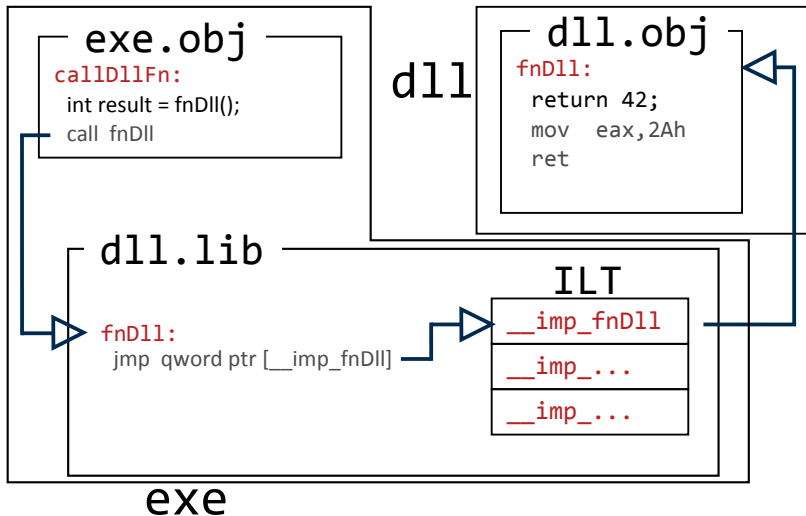 exe.obj
callDllFn:
int result = fnDll();
call fnDll
dll
dll.obj
fnDll:
return 42;
mov eax,2Ah
ret
dll.lib
fnDll:
jmp qword ptr [__imp_fnDll]
ILT
__imp_fnDll
__imp_...
__imp_...
exe